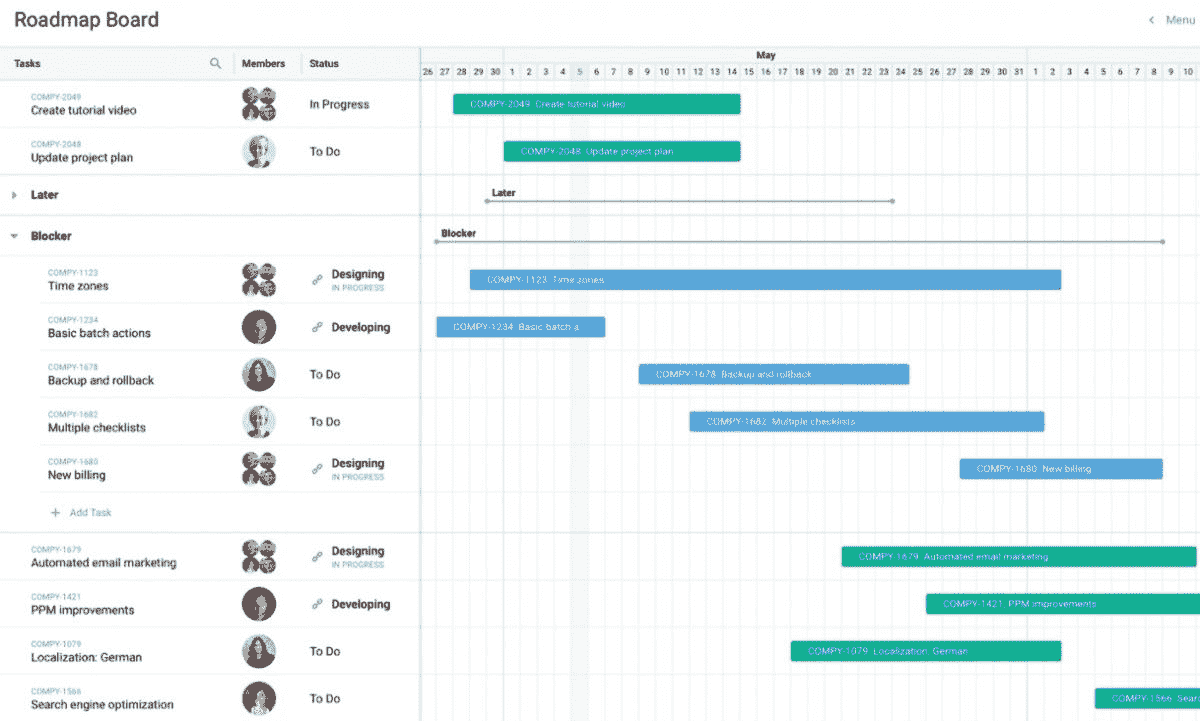 Roadmap Board
< Menu
Tasks Members Status
May
26 27 28 29 30 1 2 3 4 5 6 7 8 9 10 11 12 13 14 15 16 17 18 19 20 21 22 23 24 25 26 27 28 29 30 31 1 2 3 4 5 6 7 8 9 10
COMPY-2049
Create tutorial video
In Progress
COMPY-2049 Create tutorial video
COMPY-2048
Update project plan
To Do
COMPY-2048 Update project plan
Later
Later
Blocker
Blocker
COMPY-1123
Time zones
Designing
IN PROGRESS
COMPY-1123 Time zones
COMPY-1234
Basic batch actions
Developing
COMPY-1234 Basic batch a
COMPY-1678
Backup and rollback
To Do
COMPY-1678 Backup and rollback
COMPY-1682
Multiple checklists
To Do
COMPY-1682 Multiple checklists
COMPY-1680
New billing
Designing
IN PROGRESS
COMPY-1680 New billing
+ Add Task
COMPY-1679
Automated email marketing
Designing
IN PROGRESS
COMPY-1679 Automated email marketing
COMPY-1421
PPM improvements
Developing
COMPY-1421 PPM improvements
COMPY-1079
Localization: German
To Do
COMPY-1079 Localization: German
COMPY-1566
Search engine optimization
To Do
COMPY-1566 Sear